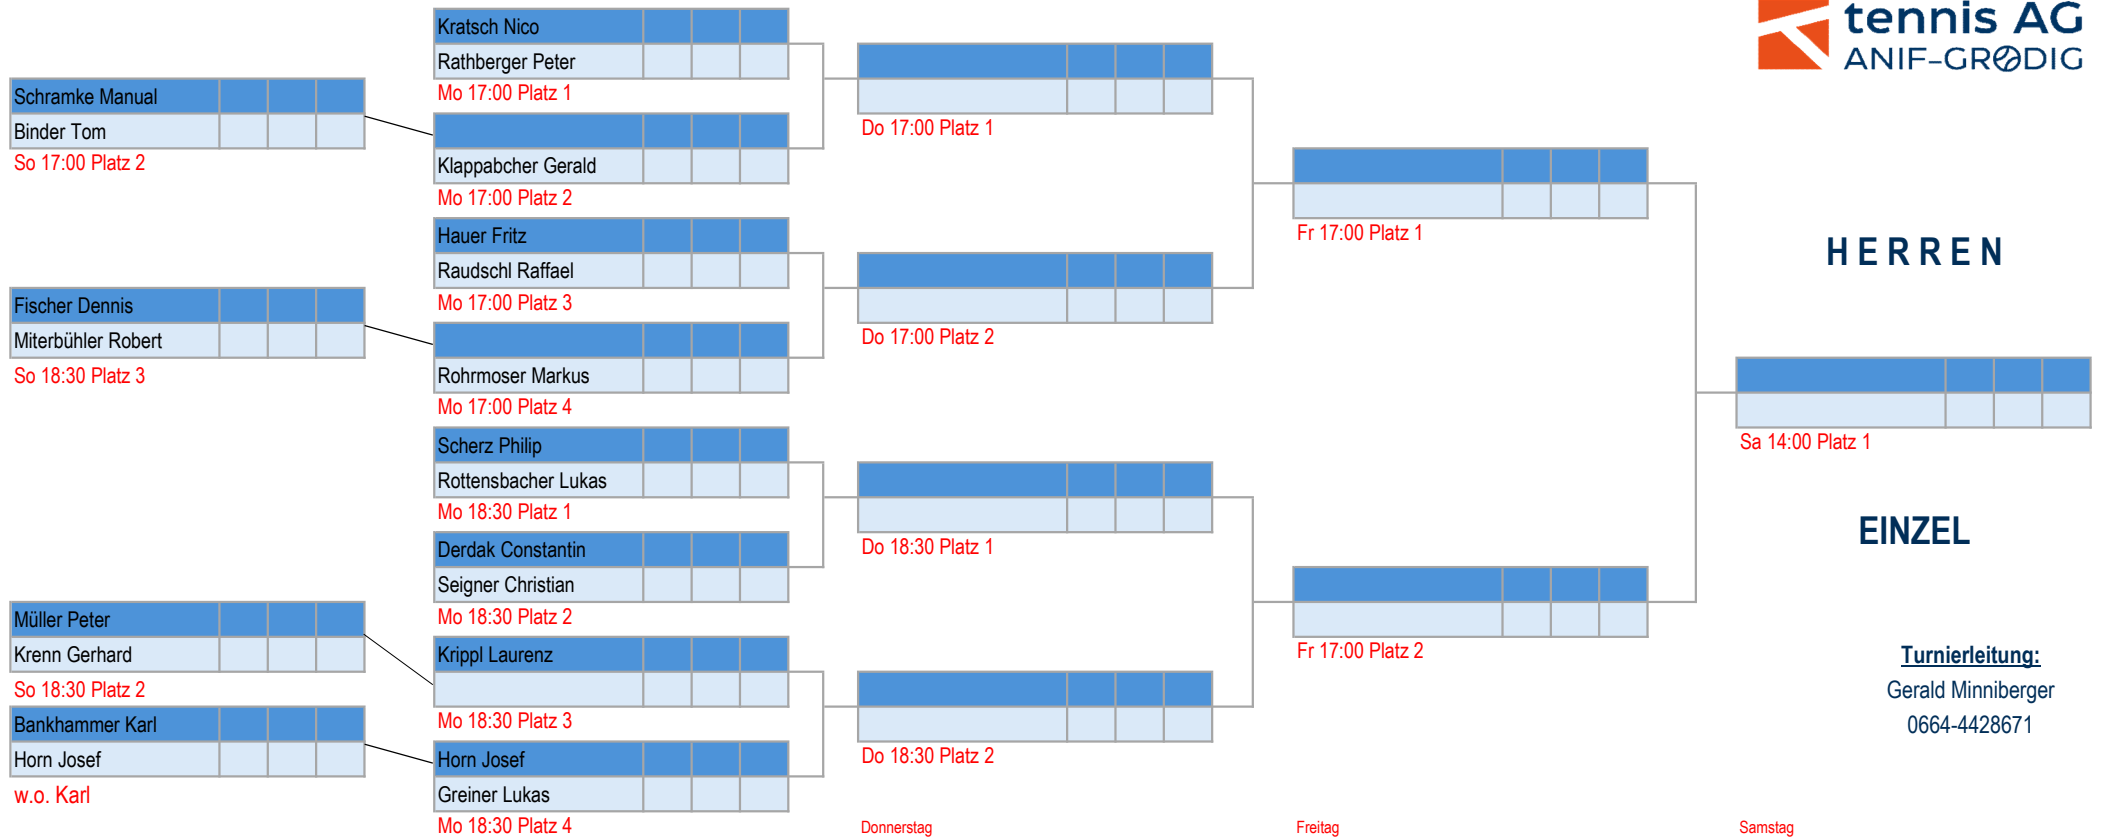 Schramke Manual
Binder Tom
So 17:00 Platz 2
Fischer Dennis
Miterbühler Robert
So 18:30 Platz 3
Müller Peter
Krenn Gerhard
So 18:30 Platz 2
Bankhammer Karl
Horn Josef
w.o. Karl
Kratsch Nico
Rathberger Peter
Mo 17:00 Platz 1
Klappabcher Gerald
Mo 17:00 Platz 2
Hauer Fritz
Raudschl Raffael
Mo 17:00 Platz 3
Rohrmoser Markus
Mo 17:00 Platz 4
Scherz Philip
Rottensbacher Lukas
Mo 18:30 Platz 1
Derdak Constantin
Seigner Christian
Mo 18:30 Platz 2
Krippl Laurenz
Mo 18:30 Platz 3
Horn Josef
Greiner Lukas
Mo 18:30 Platz 4
Do 17:00 Platz 1
Do 17:00 Platz 2
Do 18:30 Platz 1
Do 18:30 Platz 2
Donnerstag
Fr 17:00 Platz 1
Fr 17:00 Platz 2
Freitag
tennis AG
ANIF-GRØDIG
HERREN
Sa 14:00 Platz 1
EINZEL
Turnierleitung:
Gerald Minniberger
0664-4428671
Samstag